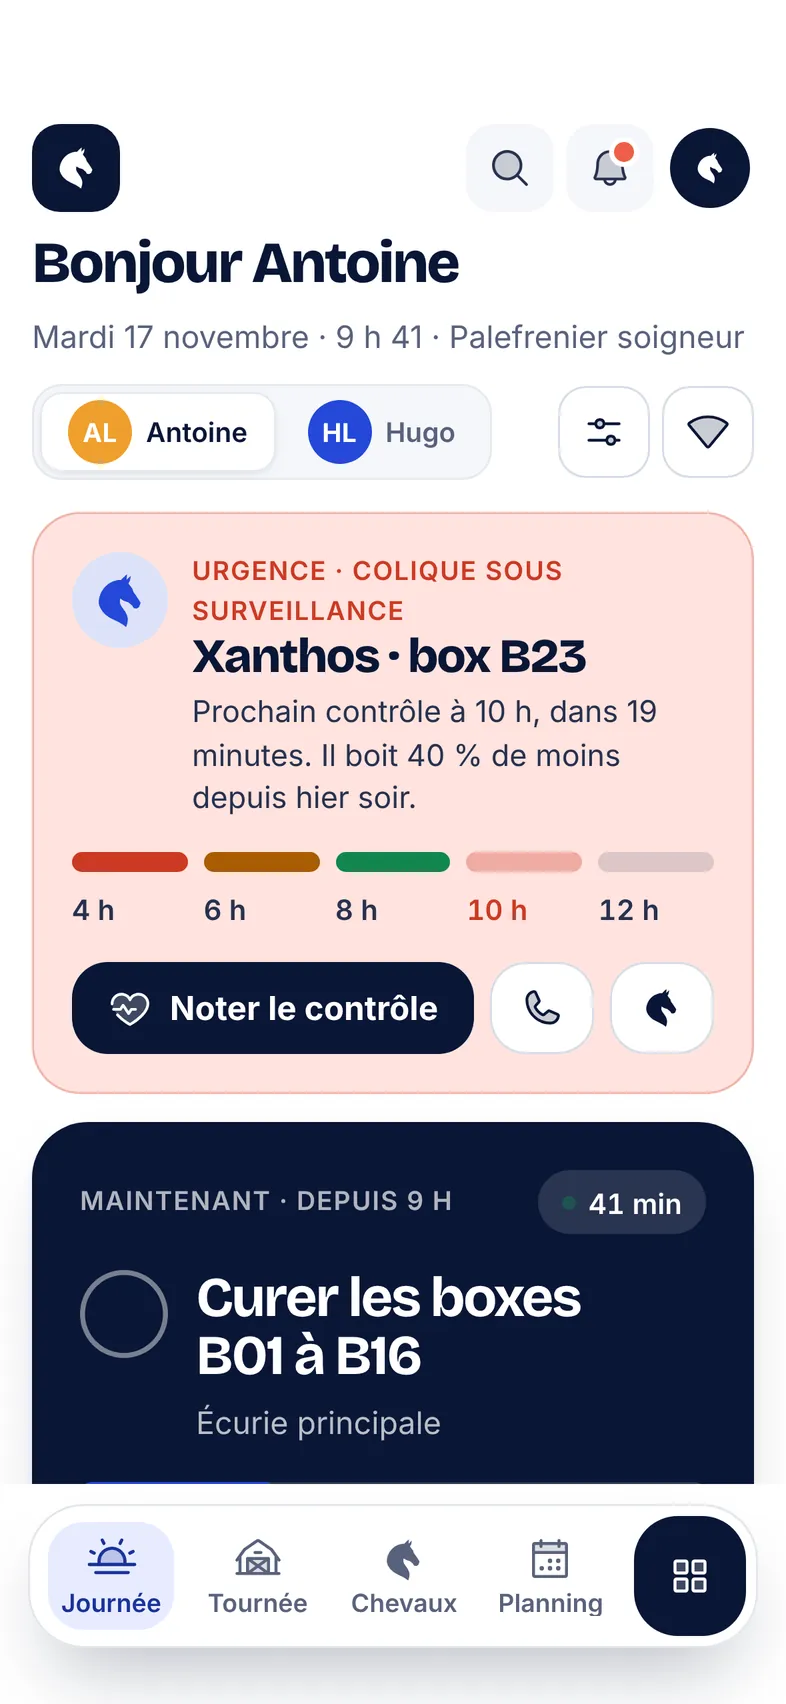 Bonjour Antoine
Mardi 17 novembre · 9 h 41 · Palefrenier soigneur
AL Antoine HL Hugo
URGENCE · COLIQUE SOUS
SURVEILLANCE
Xanthos · box B23
Prochain contrôle à 10 h, dans 19
minutes. Il boit 40 % de moins
depuis hier soir.
4 h 6 h 8 h 10 h 12 h
Noter le contrôle
MAINTENANT · DEPUIS 9 H 41 min
Curer les boxes
B01 à B16
Écurie principale
Journée Tournée Chevaux Planning